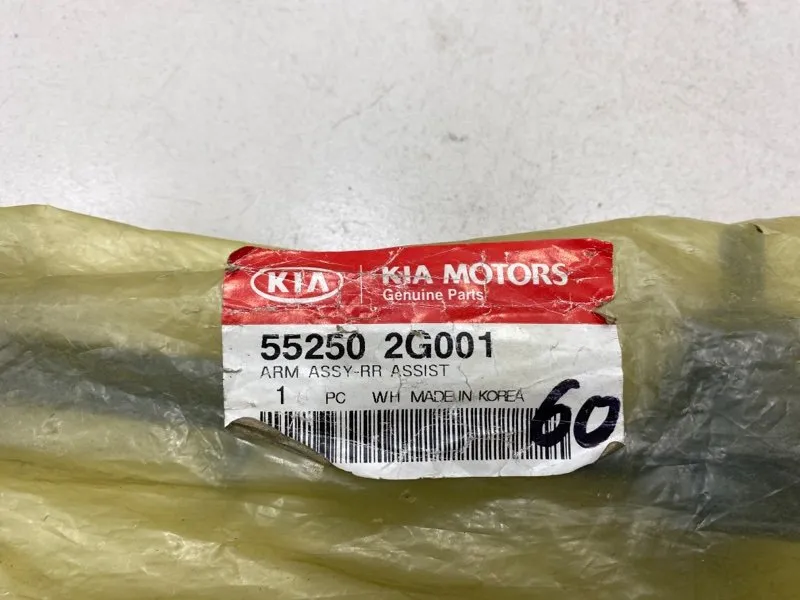 KIA
KIA MOTORS
Genuine Parts
55250 2G001
ARM ASSY-RR ASSIST
1 PC WH MADE IN KOREA
60